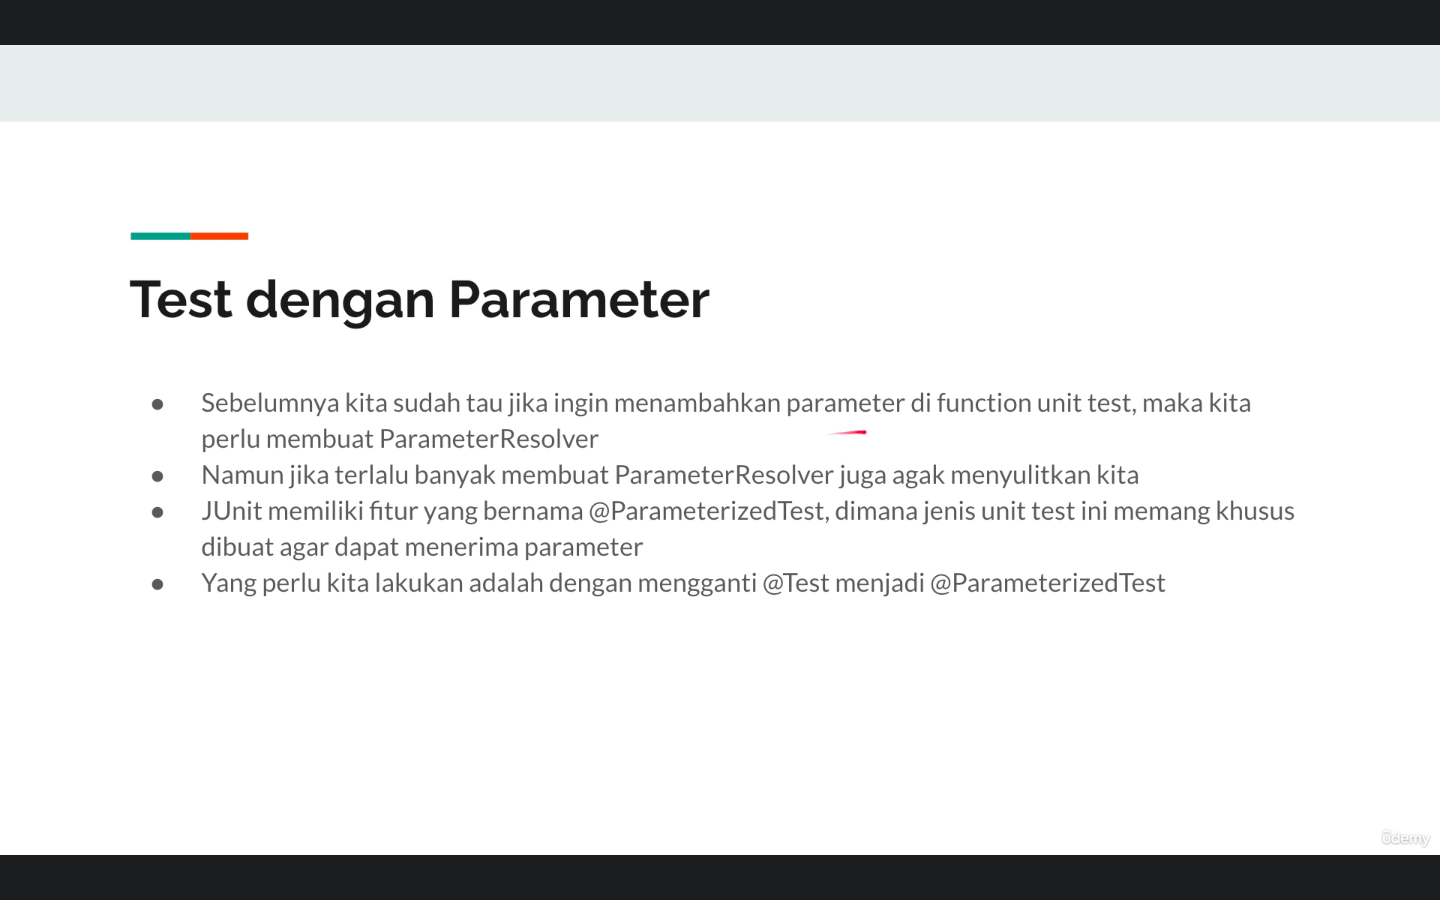 Test dengan Parameter
● Sebelumnya kita sudah tau jika ingin menambahkan parameter di function unit test, maka kita
perlu membuat ParameterResolver
● Namun jika terlalu banyak membuat ParameterResolver juga agak menyulitkan kita
● JUnit memiliki fitur yang bernama @ParameterizedTest, dimana jenis unit test ini memang khusus
dibuat agar dapat menerima parameter
● Yang perlu kita lakukan adalah dengan mengganti @Test menjadi @ParameterizedTest
ûdemy